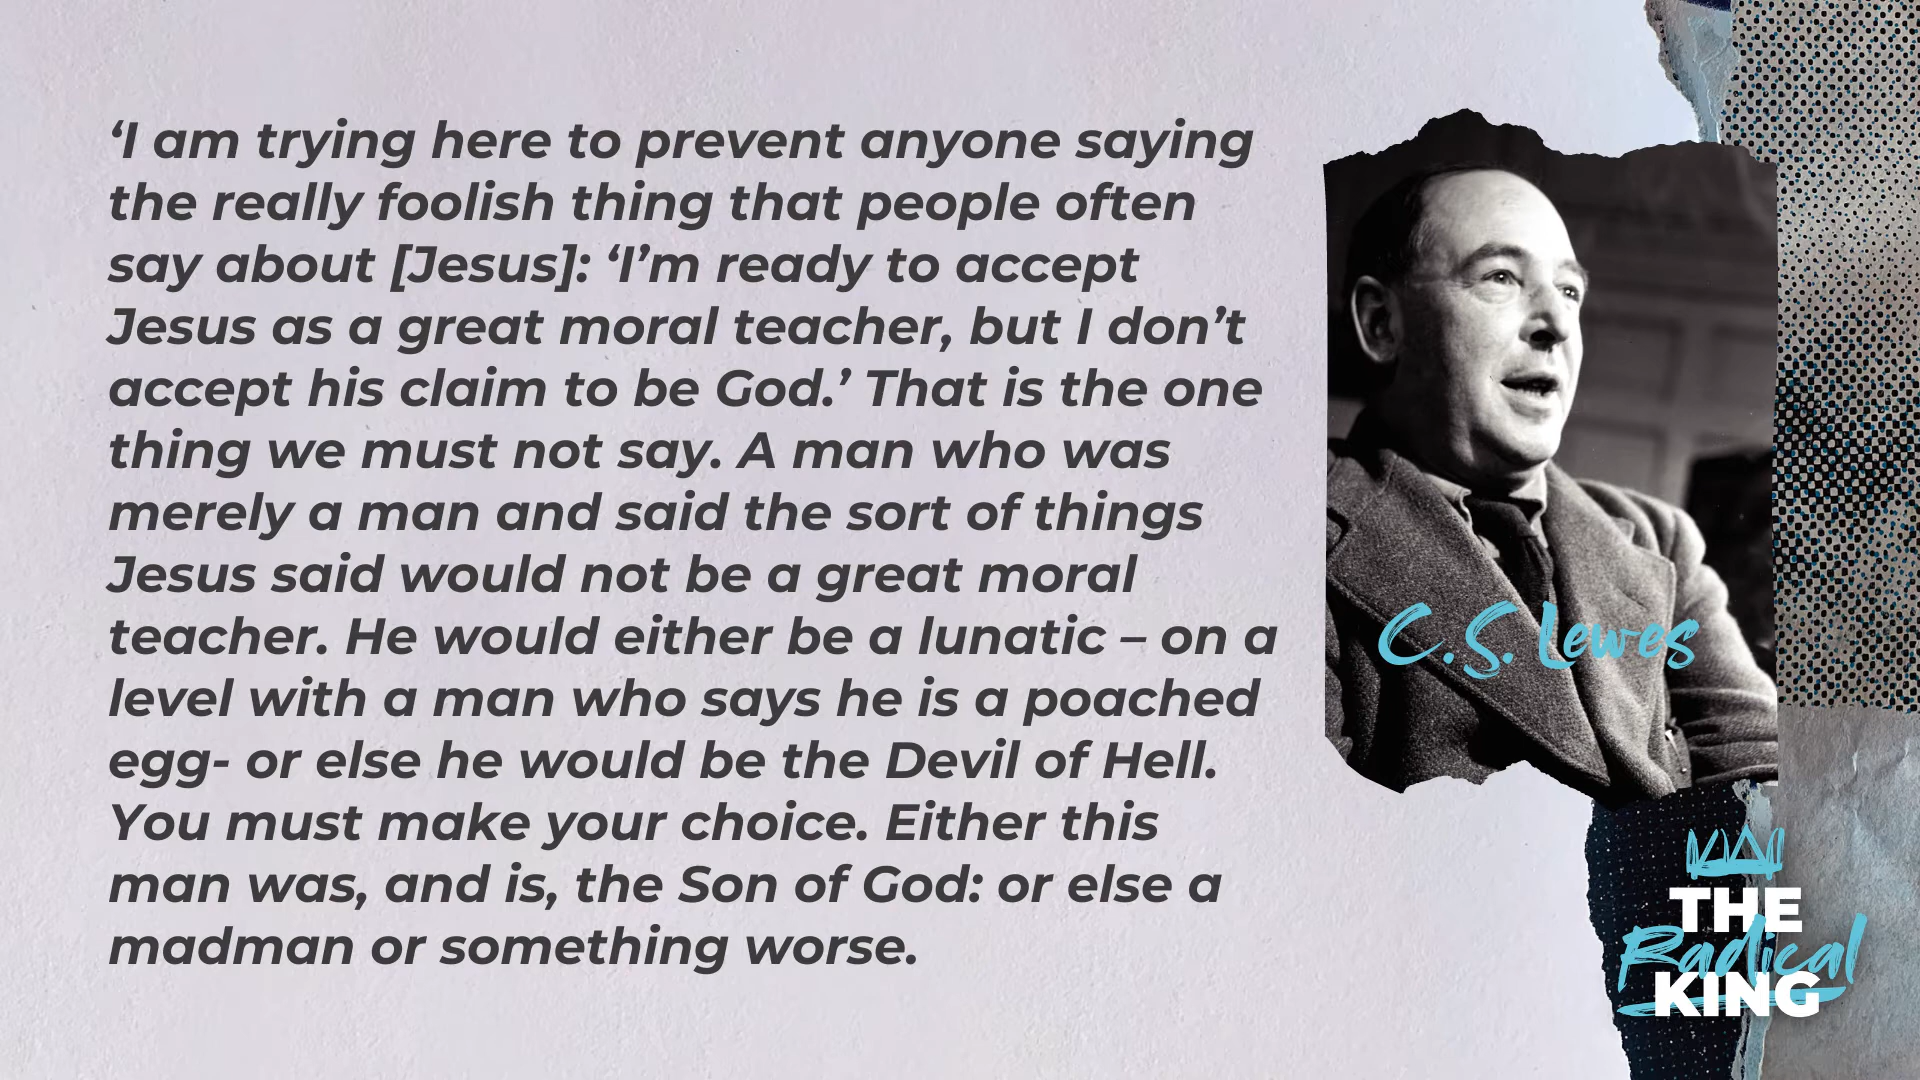 ‘I am trying here to prevent anyone saying
the really foolish thing that people often
say about [Jesus]: ‘I’m ready to accept
Jesus as a great moral teacher, but I don’t
accept his claim to be God.’ That is the one
thing we must not say. A man who was
merely a man and said the sort of things
Jesus said would not be a great moral
teacher. He would either be a lunatic – on a
level with a man who says he is a poached
egg- or else he would be the Devil of Hell.
You must make your choice. Either this
man was, and is, the Son of God: or else a
madman or something worse.
C.S. Lewes
THE
Radical
KING